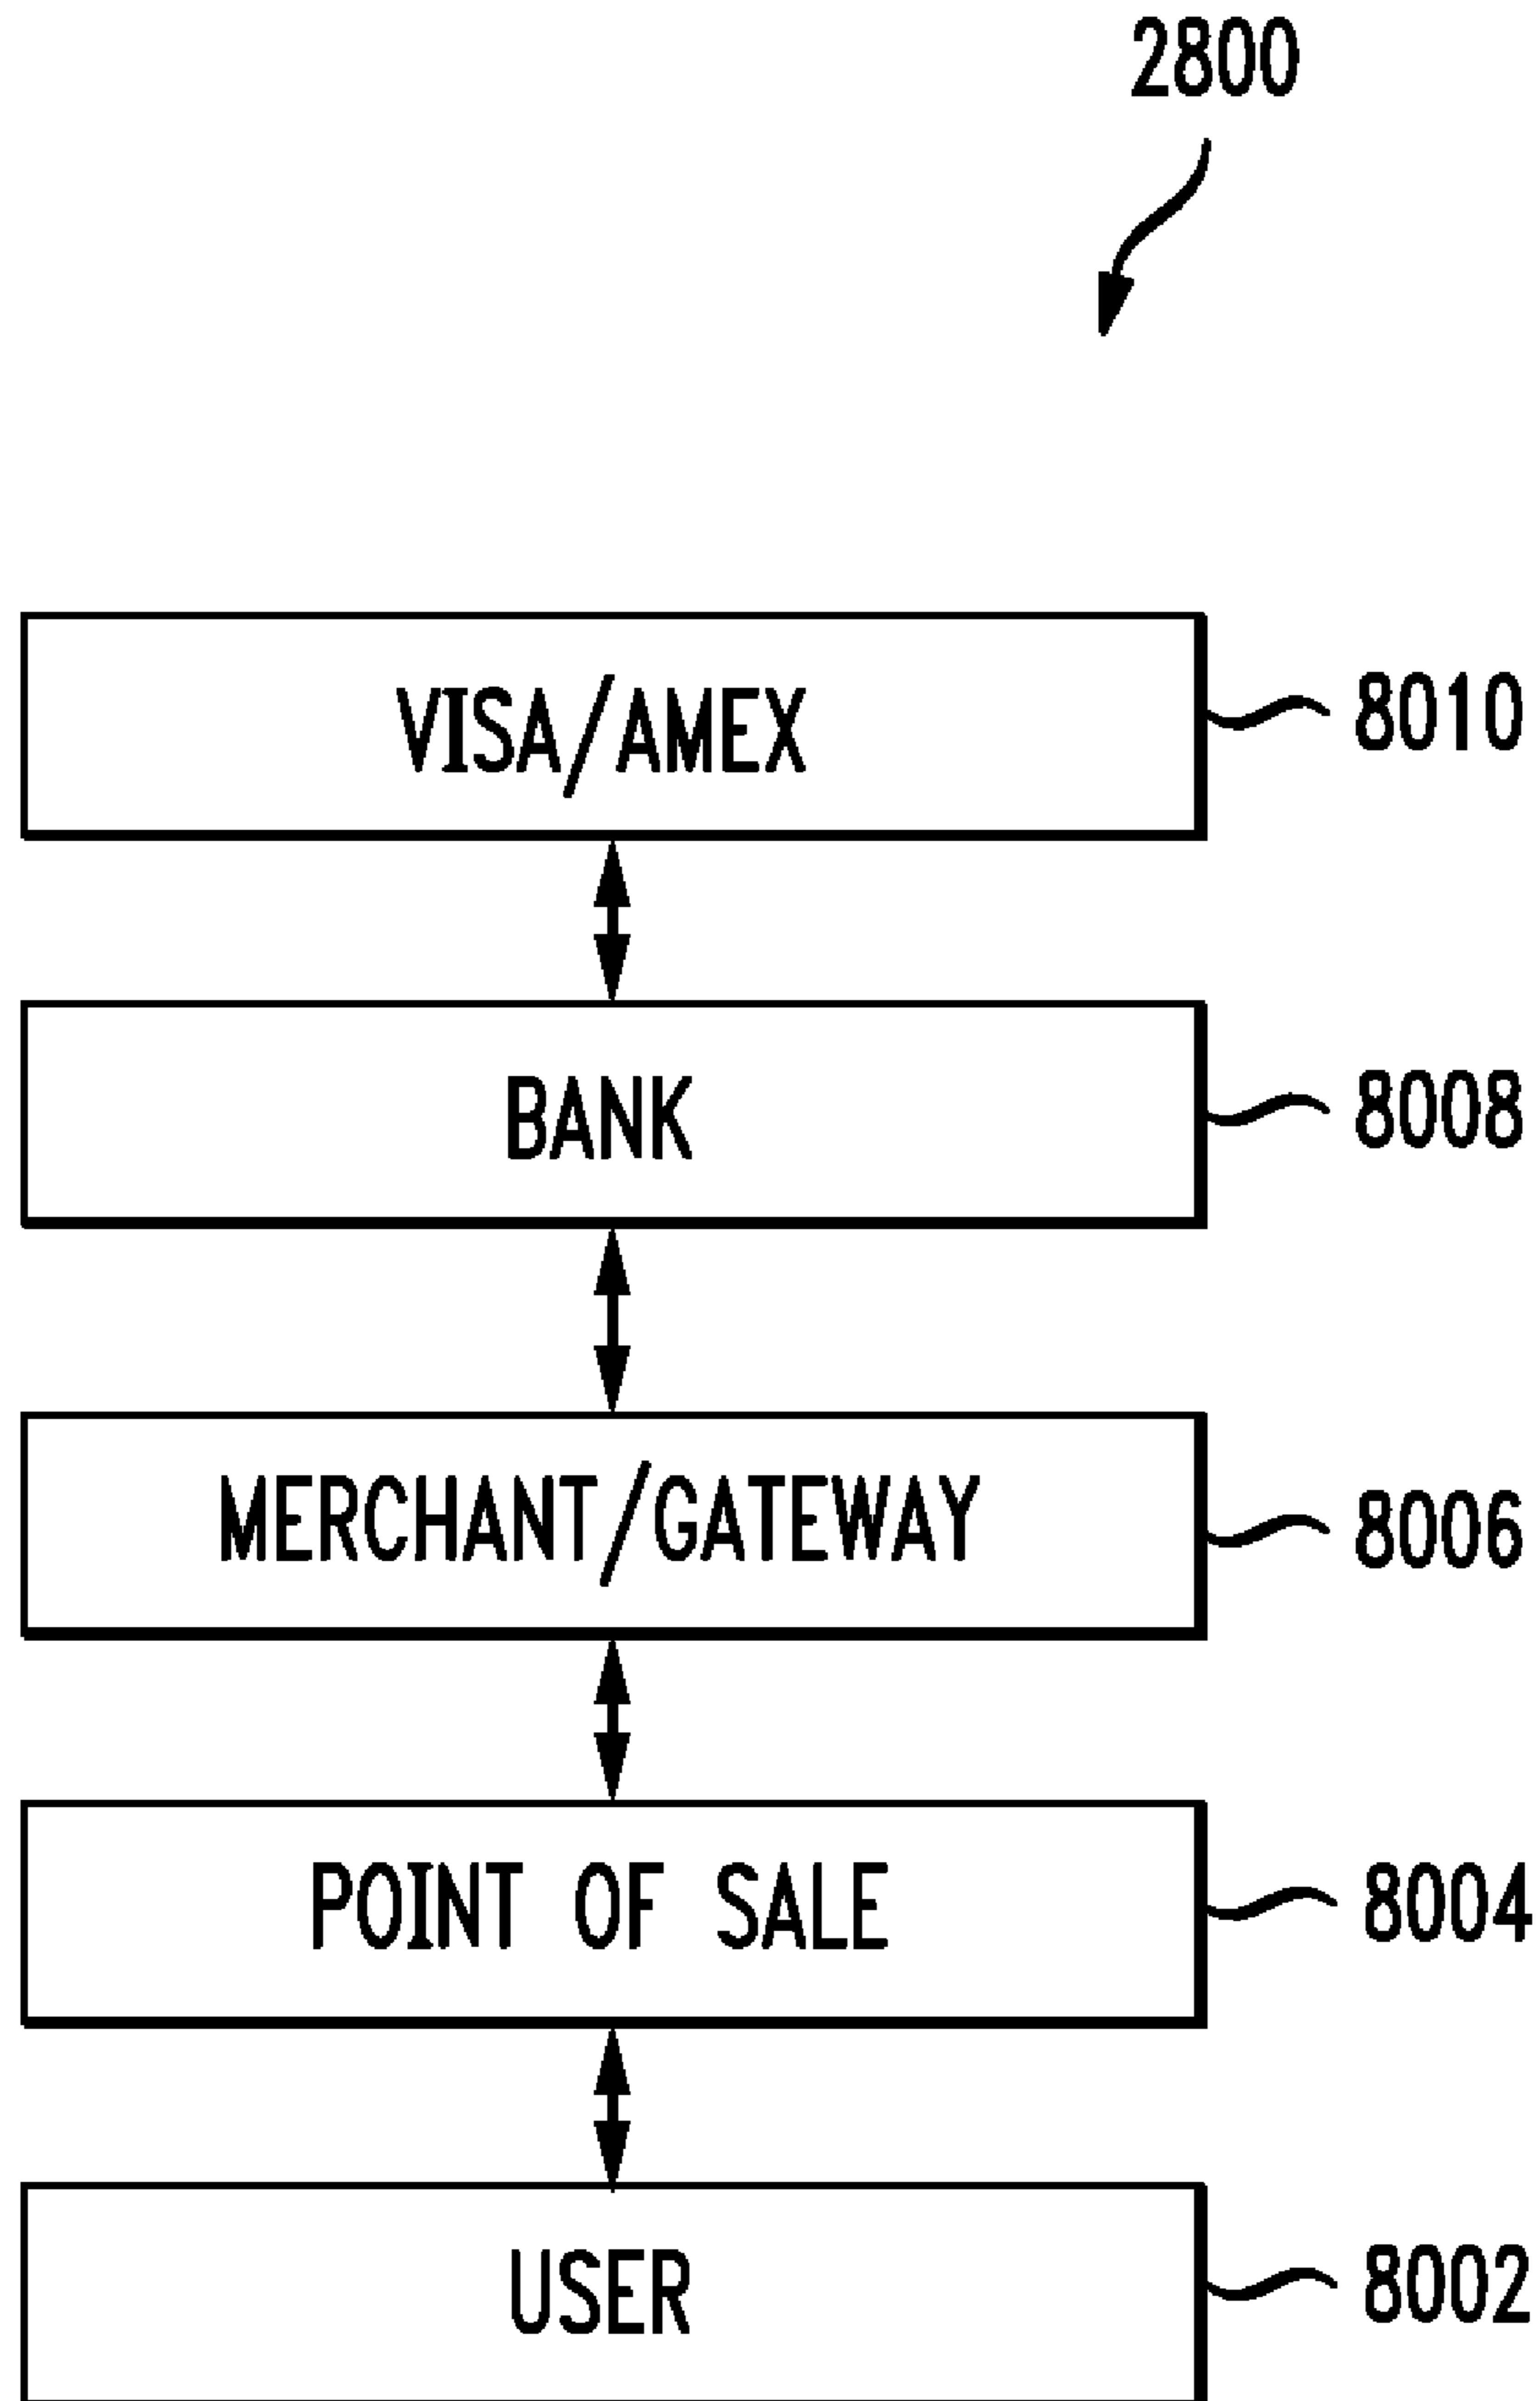 2800
VISA/AMEX
8010
BANK
8008
MERCHANT/GATEWAY
8006
POINT OF SALE
8004
USER
8002